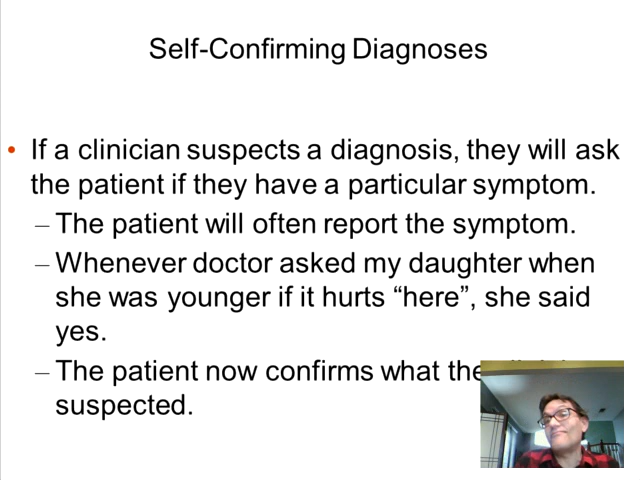 Self-Confirming Diagnoses
• If a clinician suspects a diagnosis, they will ask
the patient if they have a particular symptom.
– The patient will often report the symptom.
– Whenever doctor asked my daughter when
she was younger if it hurts “here”, she said
yes.
– The patient now confirms what the
suspected.